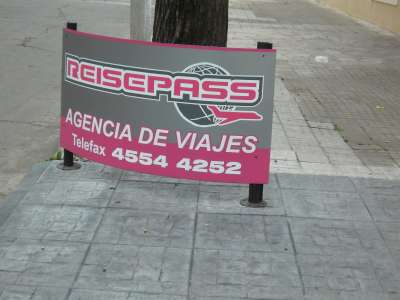 REISEPASS
AGENCIA DE VIAJES
Telefax 4554 4252